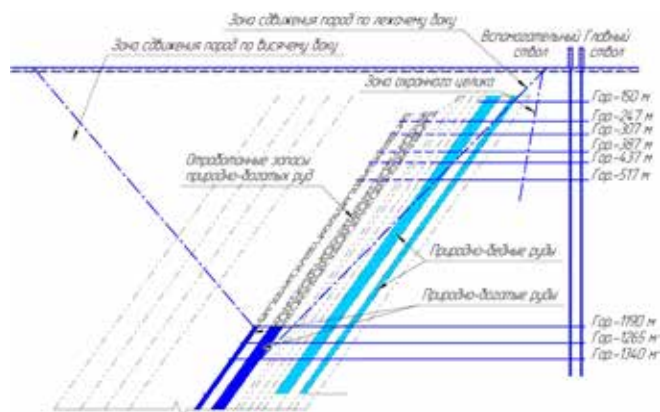 Зона сдвижения пород по лежачему боку
Зона сдвижения пород по висячему боку
Вспомогательный
ствол
Главный
ствол
Зона охранного целика
Гор.-150 м
Гор.-247 м
Гор.-307 м
Гор.-387 м
Гор.-437 м
Гор.-517 м
Отработанные запасы
природно-богатых руд
Природно-бедные руды
Природно-богатые руды
Гор.-1190 м
Гор.-1265 м
Гор.-1340 м